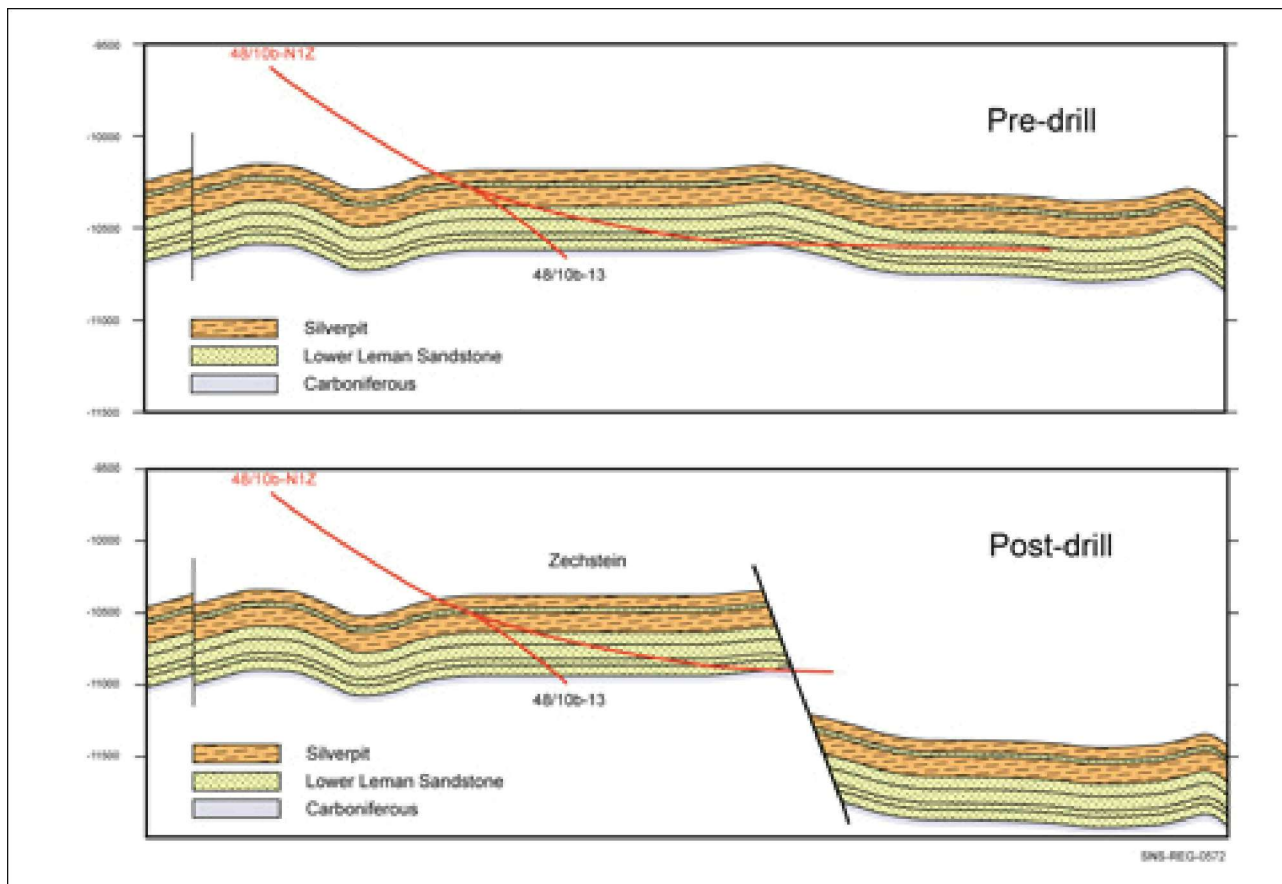 -9500
48/10b-N1Z
Pre-drill
-10000
-10500
48/10b-13
-11000
Silverpit
Lower Leman Sandstone
Carboniferous
-11500
-9500
48/10b-N1Z
-10000
Post-drill
Zechstein
-10500
-11000
48/10b-13
-11500
Silverpit
Lower Leman Sandstone
Carboniferous
SNS-REG-0572